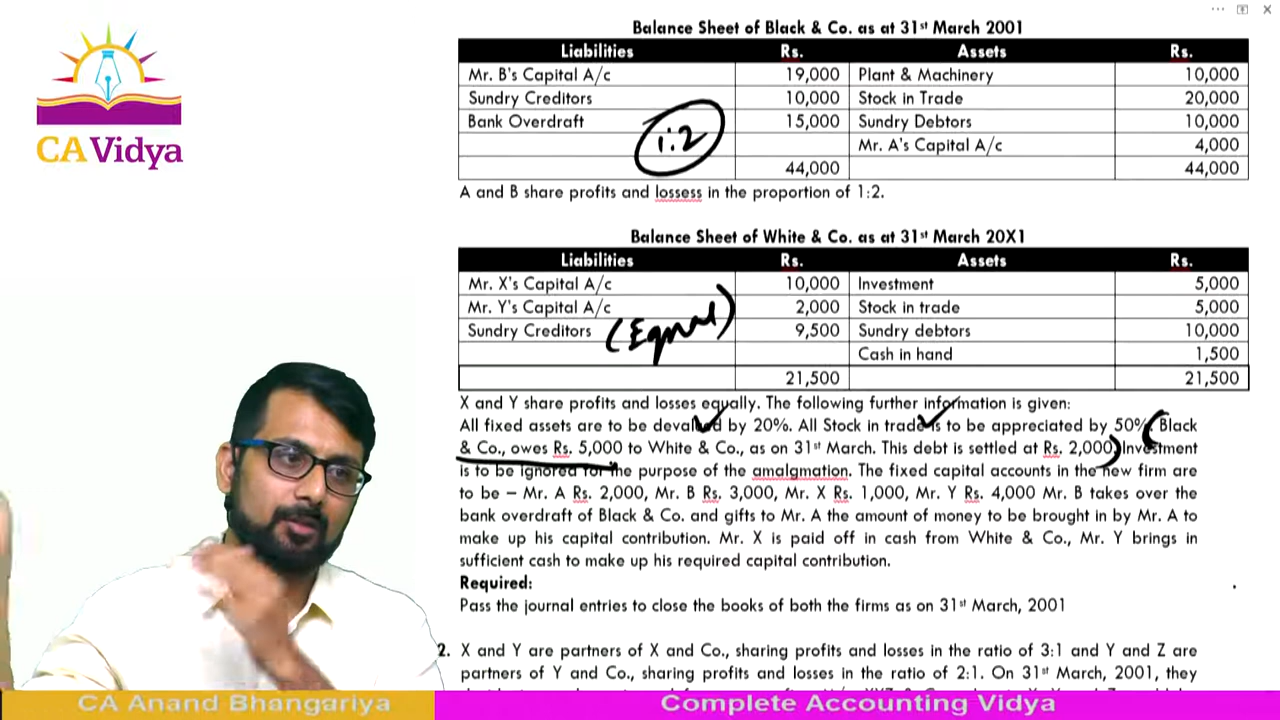 Balance Sheet of Black & Co. as at 31st March 2001
Liabilities Rs. Assets Rs.
Mr. B's Capital A/c 19,000 Plant & Machinery 10,000
Sundry Creditors 10,000 Stock in Trade 20,000
Bank Overdraft 15,000 Sundry Debtors 10,000
1:2
Mr. A's Capital A/c 4,000
44,000 44,000
A and B share profits and lossess in the proportion of 1:2.
CA Vidya
Balance Sheet of White & Co. as at 31st March 20X1
Liabilities Rs. Assets Rs.
Mr. X's Capital A/c 10,000 Investment 5,000
Mr. Y's Capital A/c 2,000 Stock in trade 5,000
Sundry Creditors 9,500 Sundry debtors 10,000
(Equal)
Cash in hand 1,500
21,500 21,500
X and Y share profits and losses equally. The following further information is given:
All fixed assets are to be devalued by 20%. All Stock in trade is to be appreciated by 50%. Black
& Co., owes Rs. 5,000 to White & Co., as on 31st March. This debt is settled at Rs. 2,000. Investment
is to be ignored for the purpose of the amalgmation. The fixed capital accounts in the new firm are
to be – Mr. A Rs. 2,000, Mr. B Rs. 3,000, Mr. X Rs. 1,000, Mr. Y Rs. 4,000 Mr. B takes over the
bank overdraft of Black & Co. and gifts to Mr. A the amount of money to be brought in by Mr. A to
make up his capital contribution. Mr. X is paid off in cash from White & Co., Mr. Y brings in
sufficient cash to make up his required capital contribution.
Required:
Pass the journal entries to close the books of both the firms as on 31st March, 2001
2. X and Y are partners of X and Co., sharing profits and losses in the ratio of 3:1 and Y and Z are
partners of Y and Co., sharing profits and losses in the ratio of 2:1. On 31st March, 2001, they
CA Anand Bhangariya Complete Accounting Vidya